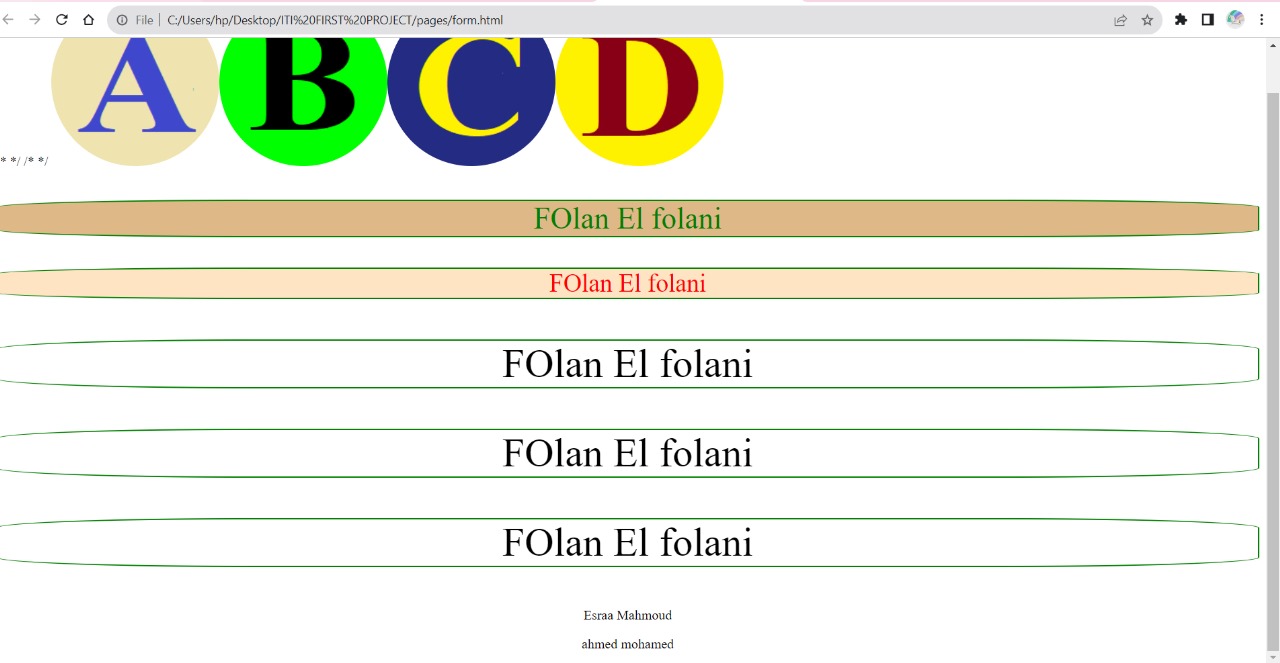 File | C:/Users/hp/Desktop/ITI%20FIRST%20PROJECT/pages/form.html
A B C D
* */ /* */
FOlan El folani
FOlan El folani
FOlan El folani
FOlan El folani
FOlan El folani
Esraa Mahmoud
ahmed mohamed